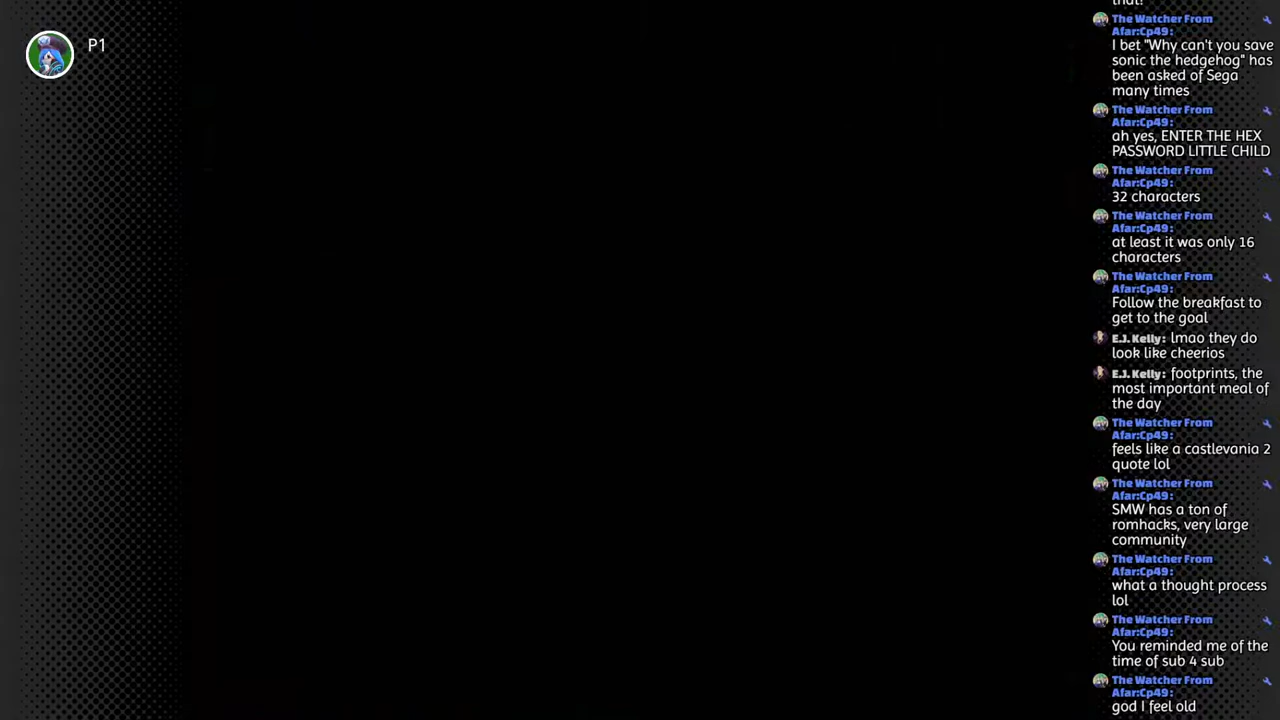 P1
that!
The Watcher From
Afar:Cp49:
I bet "Why can't you save
sonic the hedgehog" has
been asked of Sega
many times
The Watcher From
Afar:Cp49:
ah yes, ENTER THE HEX
PASSWORD LITTLE CHILD
The Watcher From
Afar:Cp49:
32 characters
The Watcher From
Afar:Cp49:
at least it was only 16
characters
The Watcher From
Afar:Cp49:
Follow the breakfast to
get to the goal
E.J. Kelly: lmao they do
look like cheerios
E.J. Kelly: footprints, the
most important meal of
the day
The Watcher From
Afar:Cp49:
feels like a castlevania 2
quote lol
The Watcher From
Afar:Cp49:
SMW has a ton of
romhacks, very large
community
The Watcher From
Afar:Cp49:
what a thought process
lol
The Watcher From
Afar:Cp49:
You reminded me of the
time of sub 4 sub
The Watcher From
Afar:Cp49:
god I feel old